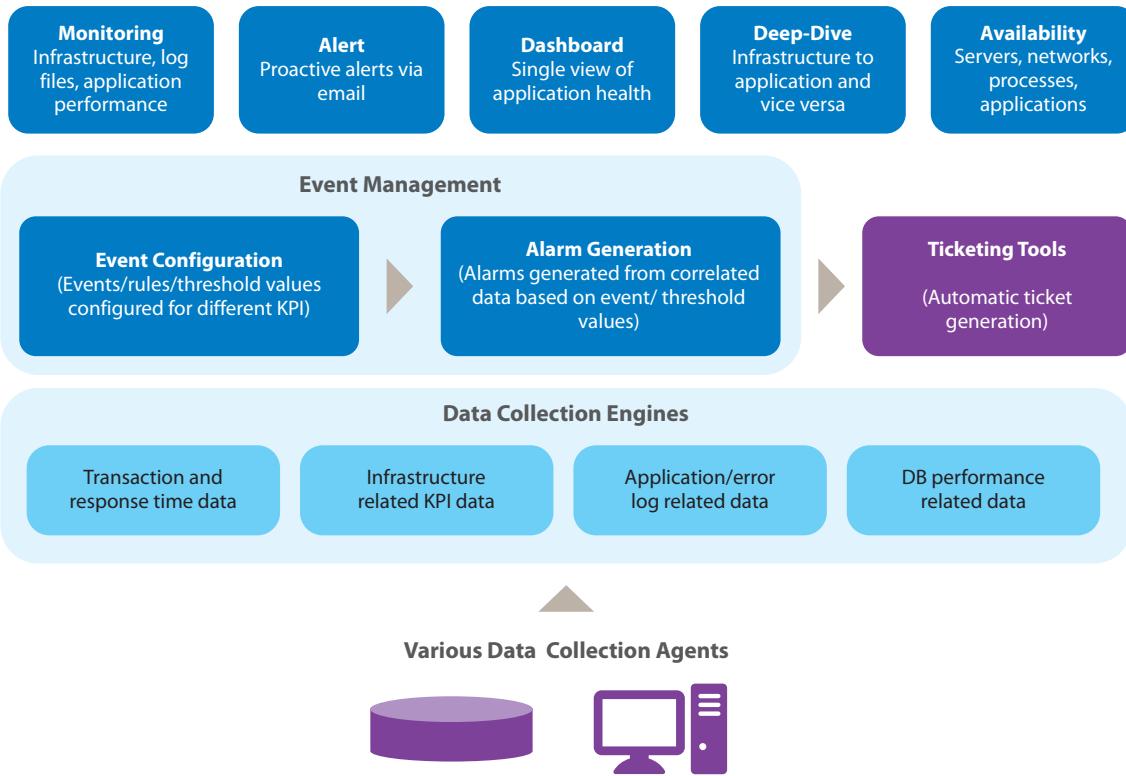 Monitoring
Infrastructure, log
files, application
performance
Alert
Proactive alerts via
email
Dashboard
Single view of
application health
Deep-Dive
Infrastructure to
application and
vice versa
Availability
Servers, networks,
processes,
applications
Event Management
Event Configuration
(Events/rules/threshold values
configured for different KPI)
Alarm Generation
(Alarms generated from correlated
data based on event/ threshold
values)
Ticketing Tools
(Automatic ticket
generation)
Data Collection Engines
Transaction and
response time data
Infrastructure
related KPI data
Application/error
log related data
DB performance
related data
Various Data Collection Agents